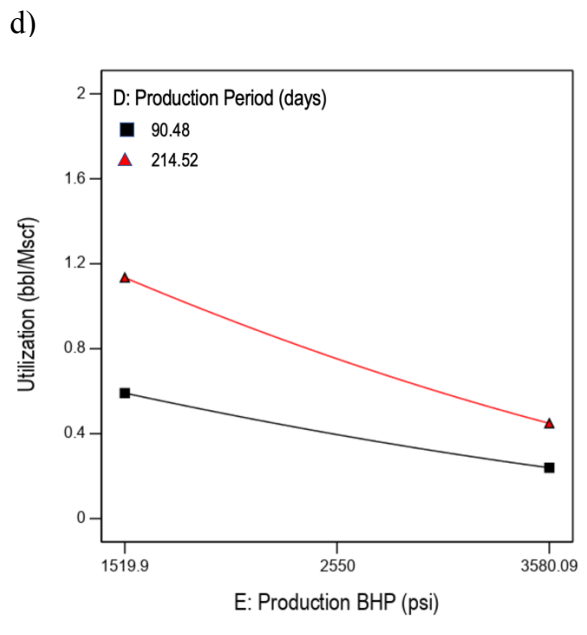 d)
D: Production Period (days)
90.48
214.52
2
1.6
1.2
0.8
0.4
0
Utilization (bbl/Mscf)
1519.9
2550
3580.09
E: Production BHP (psi)